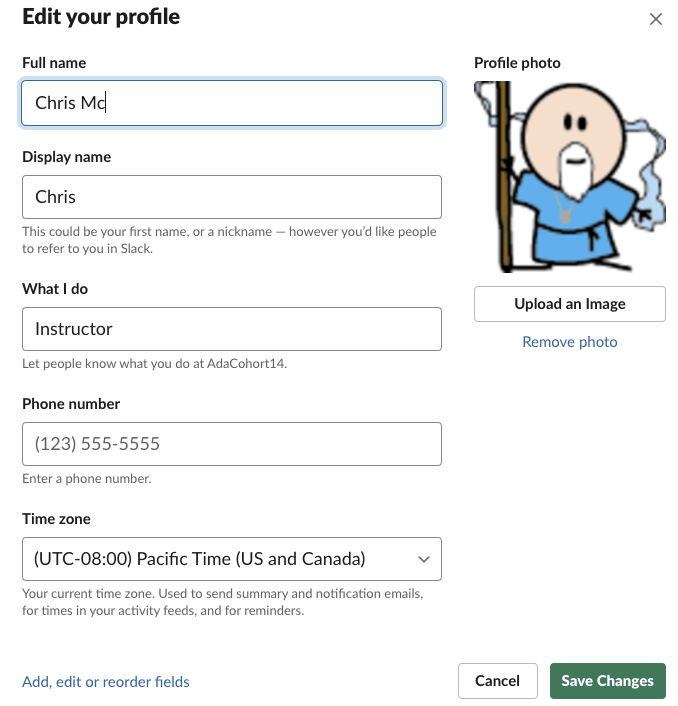 Edit your profile
Full name
Chris Mc
Display name
Chris
This could be your first name, or a nickname — however you’d like people
to refer to you in Slack.
What I do
Instructor
Let people know what you do at AdaCohort14.
Phone number
(123) 555-5555
Enter a phone number.
Time zone
(UTC-08:00) Pacific Time (US and Canada)
Your current time zone. Used to send summary and notification emails,
for times in your activity feeds, and for reminders.
Profile photo
Upload an Image
Remove photo
Add, edit or reorder fields
Cancel
Save Changes